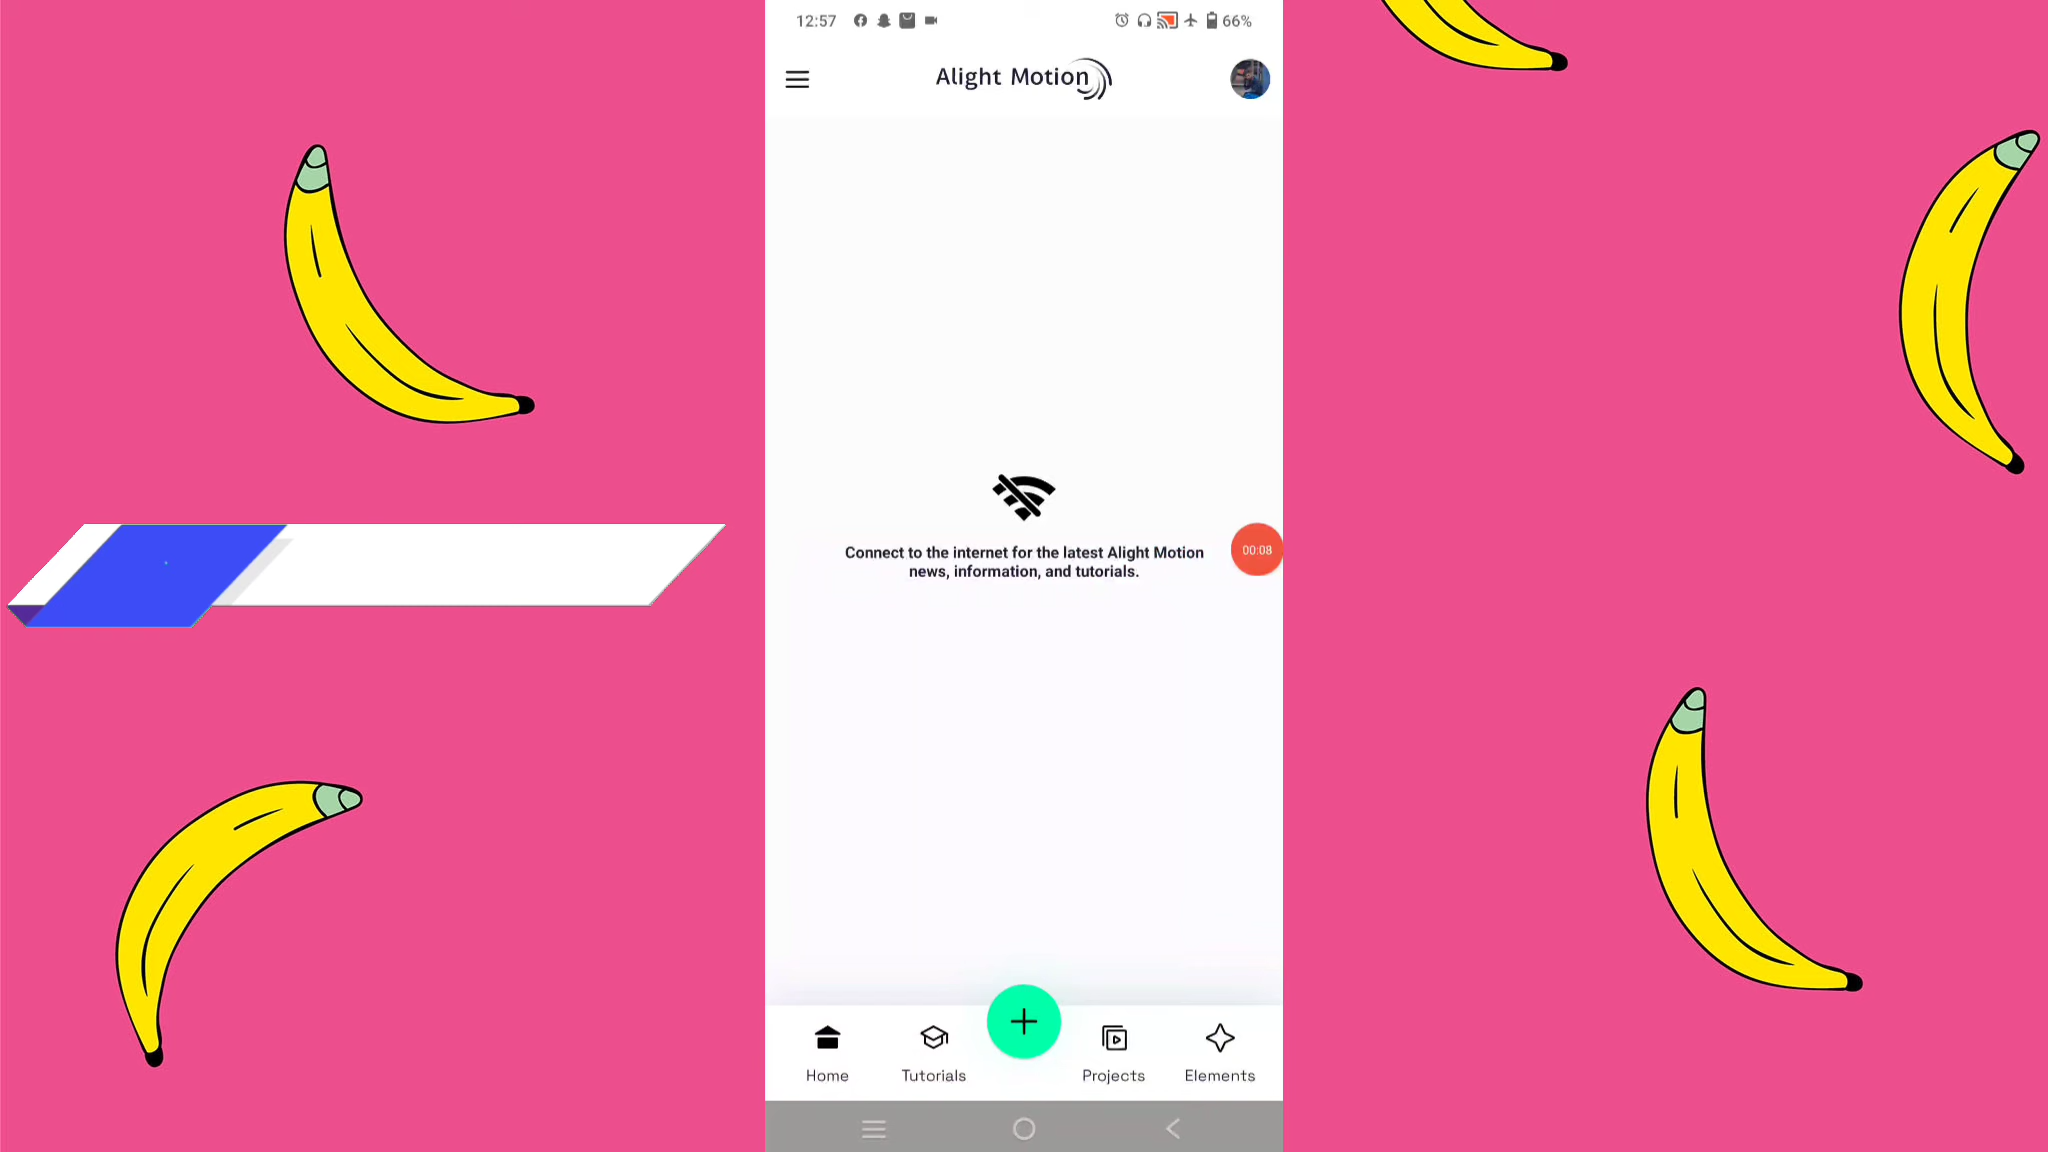 12:57
66%
Alight Motion
Connect to the internet for the latest Alight Motion
news, information, and tutorials.
00:08
Home
Tutorials
Projects
Elements